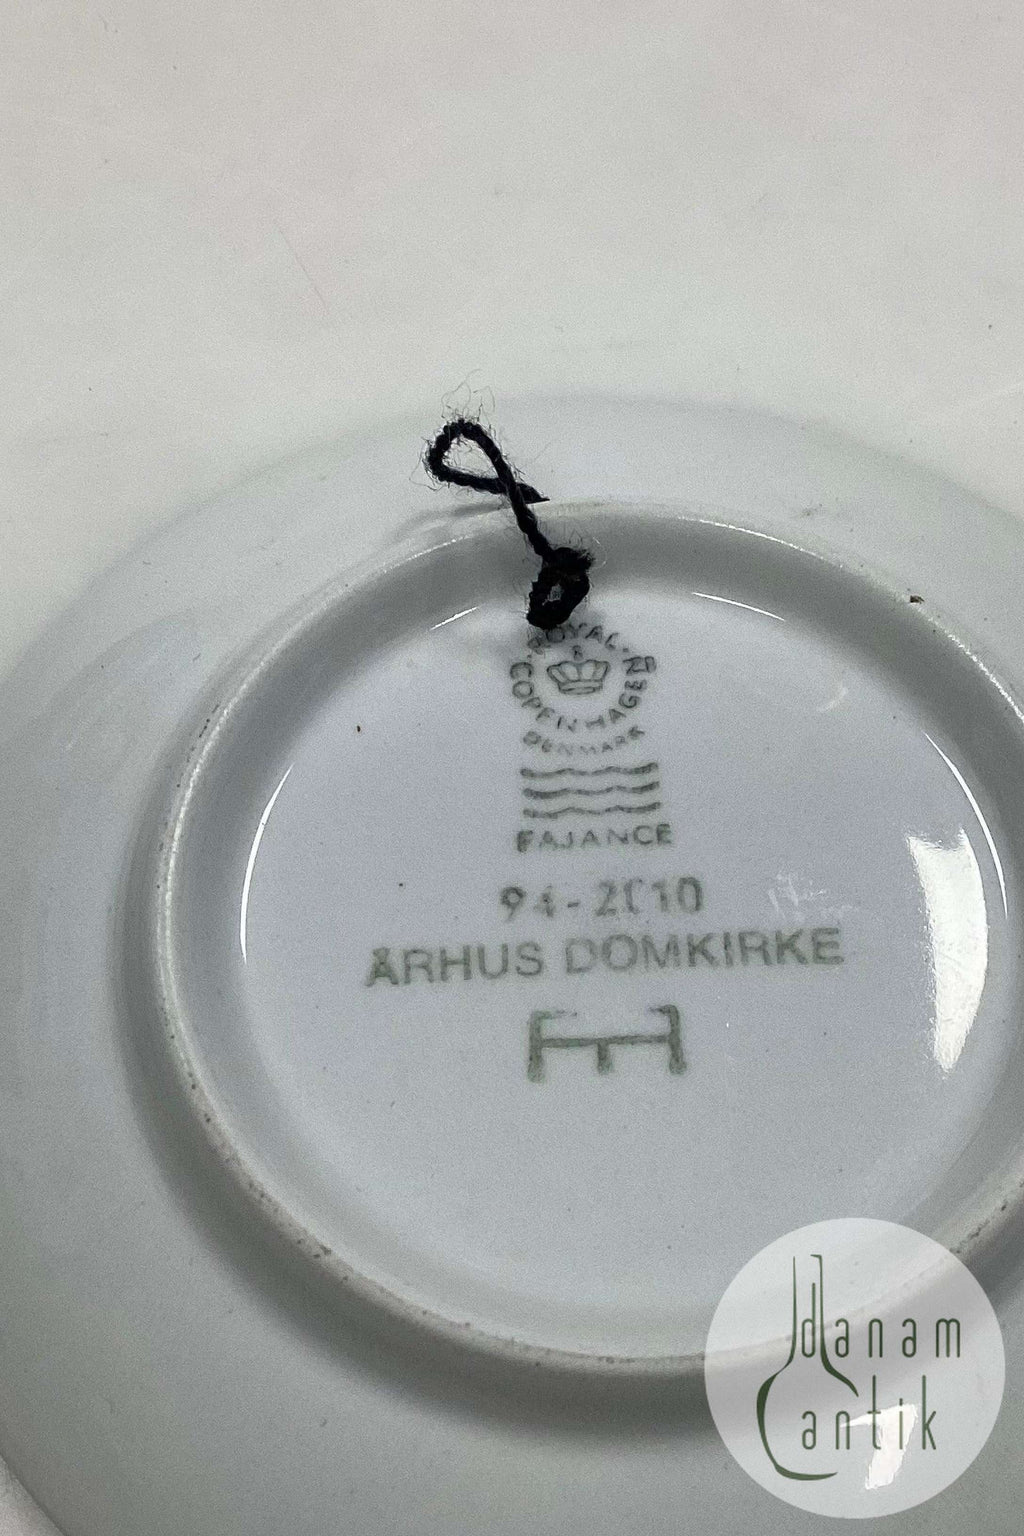 ROYAL
COPENHAGEN
DENMARK
FAJANCE
94-2010
ÅRHUS DOMKIRKE
danam
antik